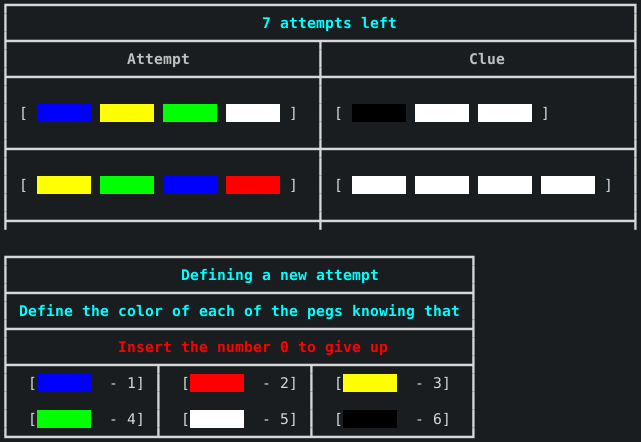 7 attempts left
Attempt Clue
[ ] [ ]
[ ] [ ]
Defining a new attempt
Define the color of each of the pegs knowing that
Insert the number 0 to give up
[ - 1] [ - 2] [ - 3]
[ - 4] [ - 5] [ - 6]